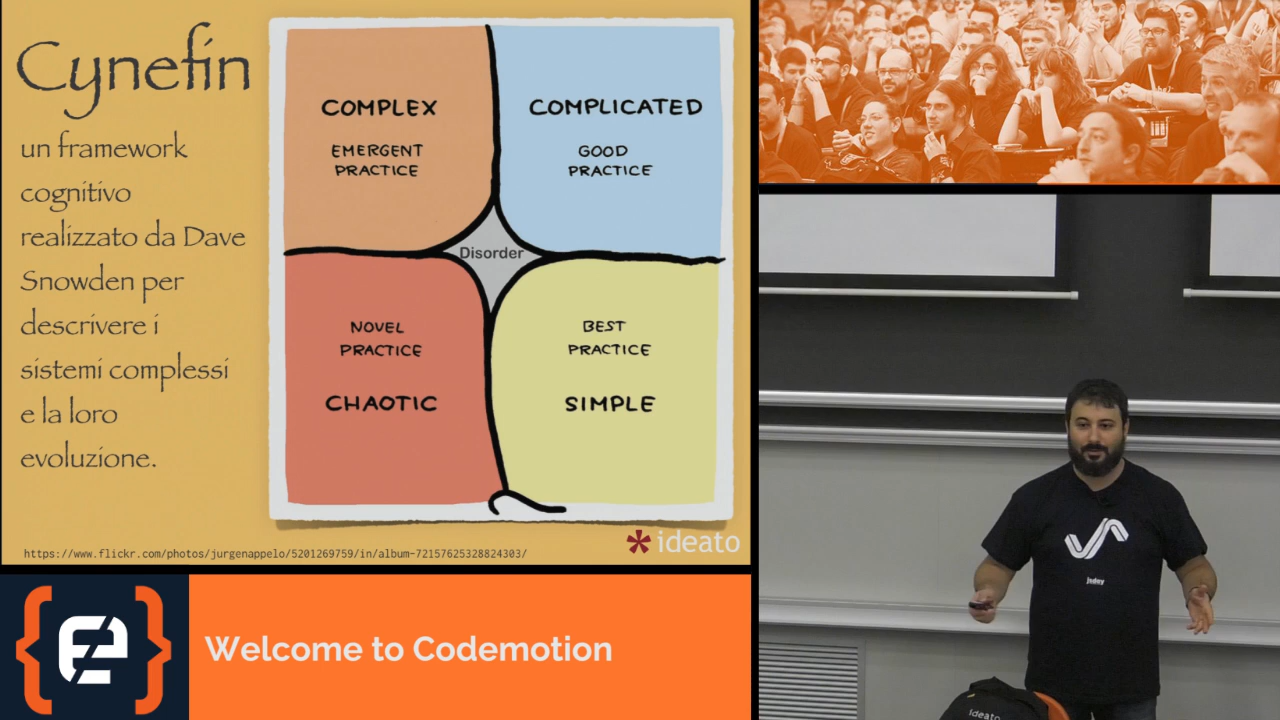 Cynefin
un framework
cognitivo
realizzato da Dave
Snowden per
descrivere i
sistemi complessi
e la loro
evoluzione.
COMPLEX
EMERGENT
PRACTICE
COMPLICATED
GOOD
PRACTICE
Disorder
NOVEL
PRACTICE
CHAOTIC
BEST
PRACTICE
SIMPLE
ideato
https://www.flickr.com/photos/jurgenappelo/5201269759/in/album-72157625328824303/
Welcome to Codemotion
jsday
ideato